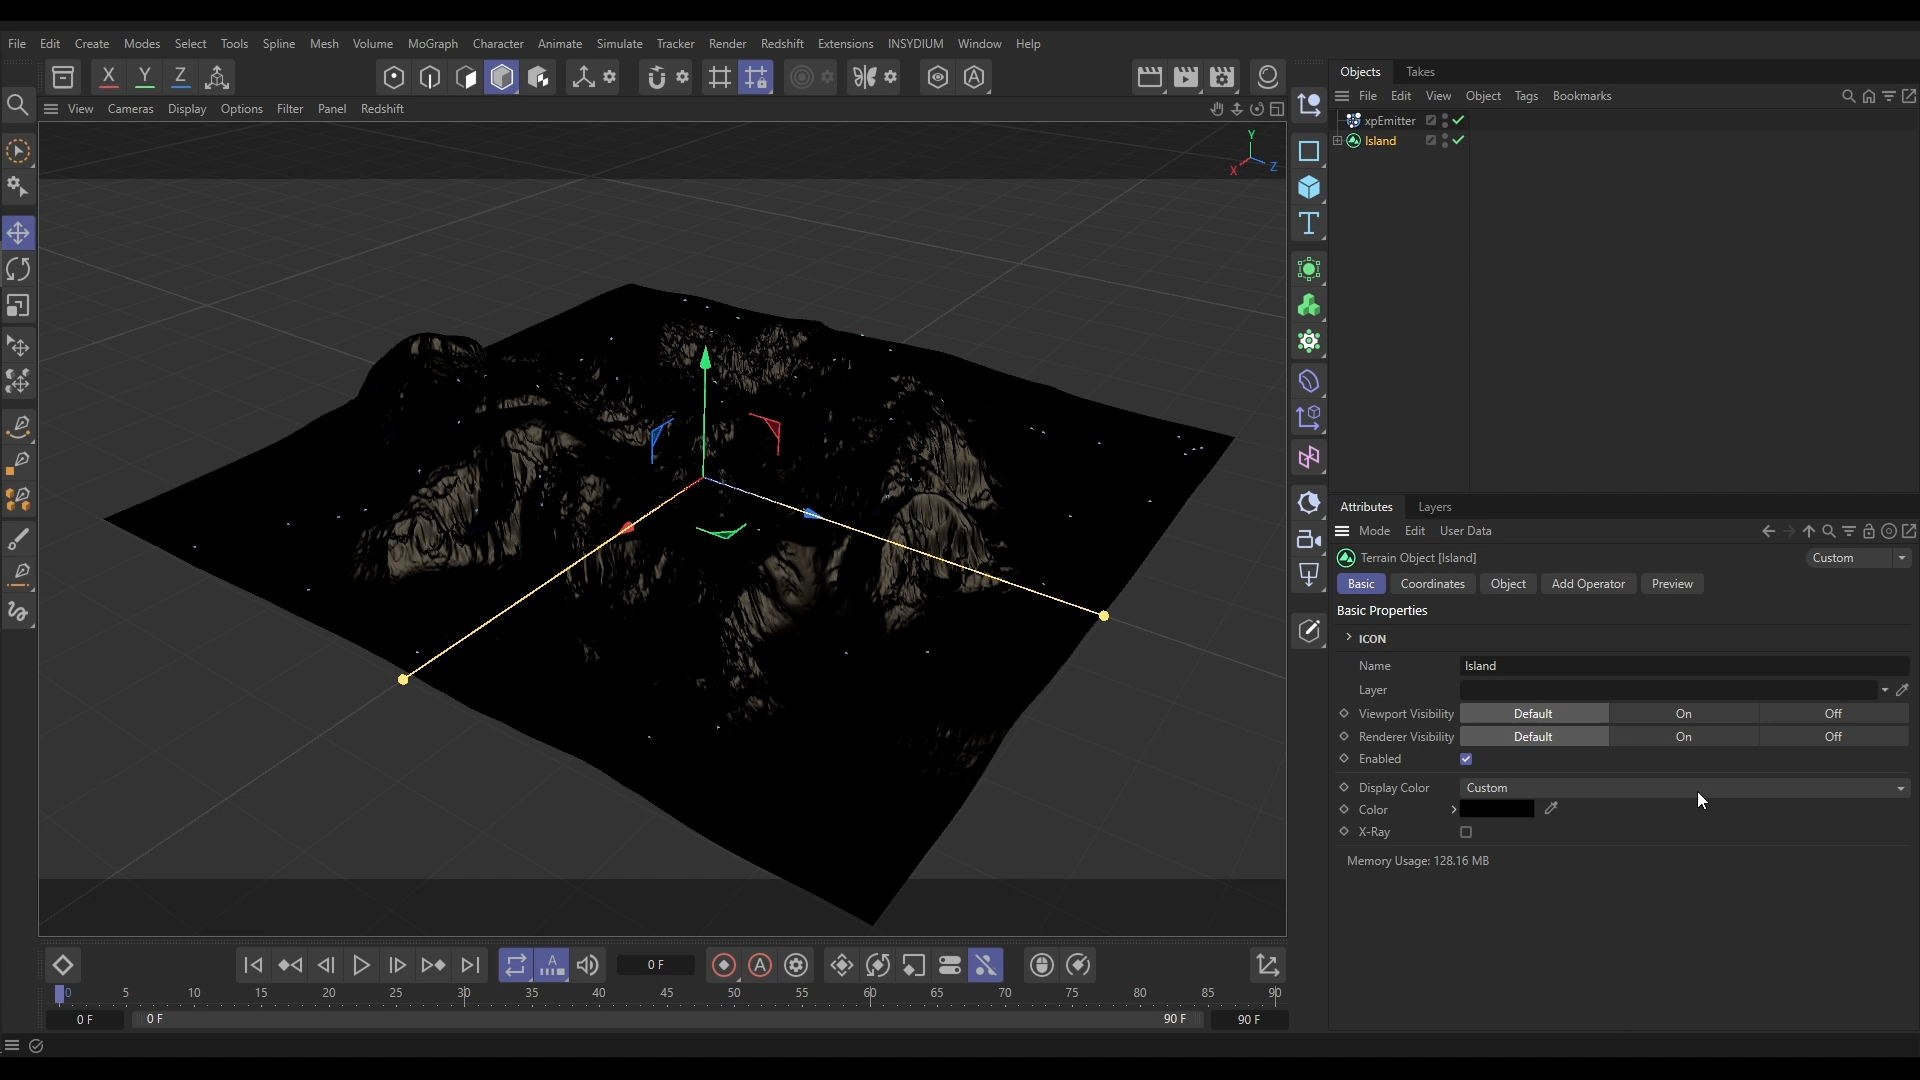 File Edit Create Modes Select Tools Spline Mesh Volume MoGraph Character Animate Simulate Tracker Render Redshift Extensions INSYDIUM Window Help
X Y Z
View Cameras Display Options Filter Panel Redshift
Y
X Z
Objects Takes
File Edit View Object Tags Bookmarks
xpEmitter
Island
Attributes Layers
Mode Edit User Data
Terrain Object [Island] Custom
Basic Coordinates Object Add Operator Preview
Basic Properties
ICON
Name Island
Layer
Viewport Visibility Default On Off
Renderer Visibility Default On Off
Enabled
Display Color Custom
Color
X-Ray
Memory Usage: 128.16 MB
0 F
0 5 10 15 20 25 30 35 40 45 50 55 60 65 70 75 80 85 90
0 F 0 F 90 F 90 F